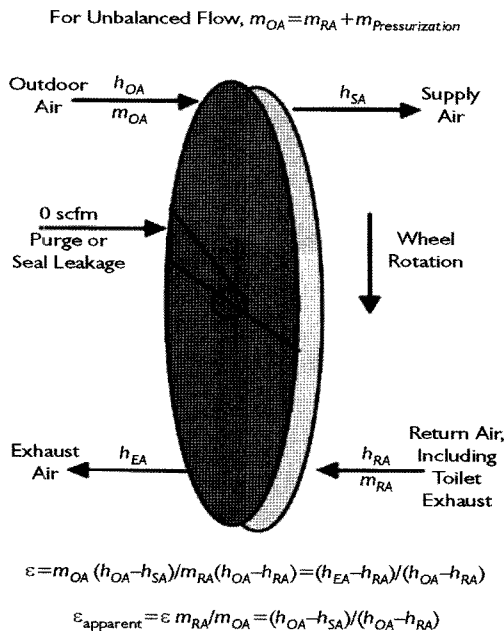 For Unbalanced Flow, m_OA=m_RA+m_Pressurization
Outdoor
Air
h_OA
m_OA
h_SA
Supply
Air
0 scfm
Purge or
Seal Leakage
Wheel
Rotation
Exhaust
Air
h_EA
h_RA
m_RA
Return Air,
Including
Toilet
Exhaust
ε=m_OA (h_OA–h_SA)/m_RA(h_OA–h_RA)=(h_EA–h_RA)/(h_OA–h_RA)
ε_apparent=ε m_RA/m_OA=(h_OA–h_SA)/(h_OA–h_RA)